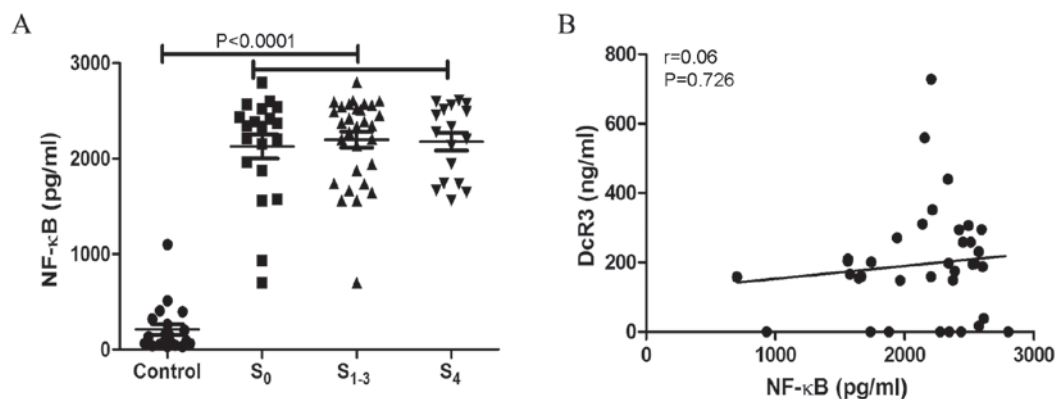 A
P<0.0001
NF-κB (pg/ml)
3000
2000
1000
0
Control S₀ S₁₋₃ S₄
B
r=0.06
P=0.726
DcR3 (ng/ml)
800
600
400
200
0
0 1000 2000 3000
NF-κB (pg/ml)